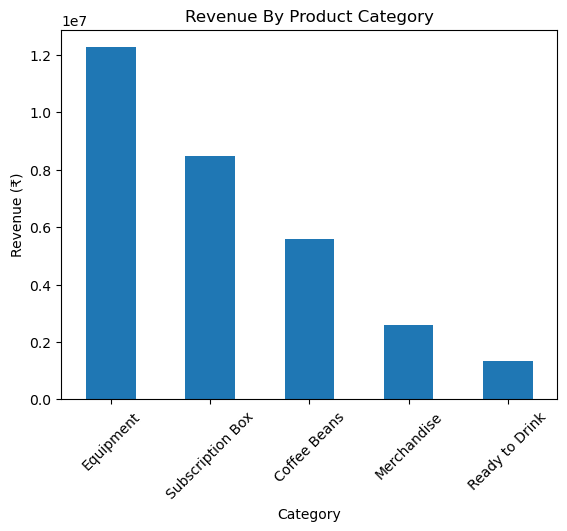 Revenue By Product Category
1e7
Revenue (₹)
1.2
1.0
0.8
0.6
0.4
0.2
0.0
Equipment
Subscription Box
Coffee Beans
Merchandise
Ready to Drink
Category